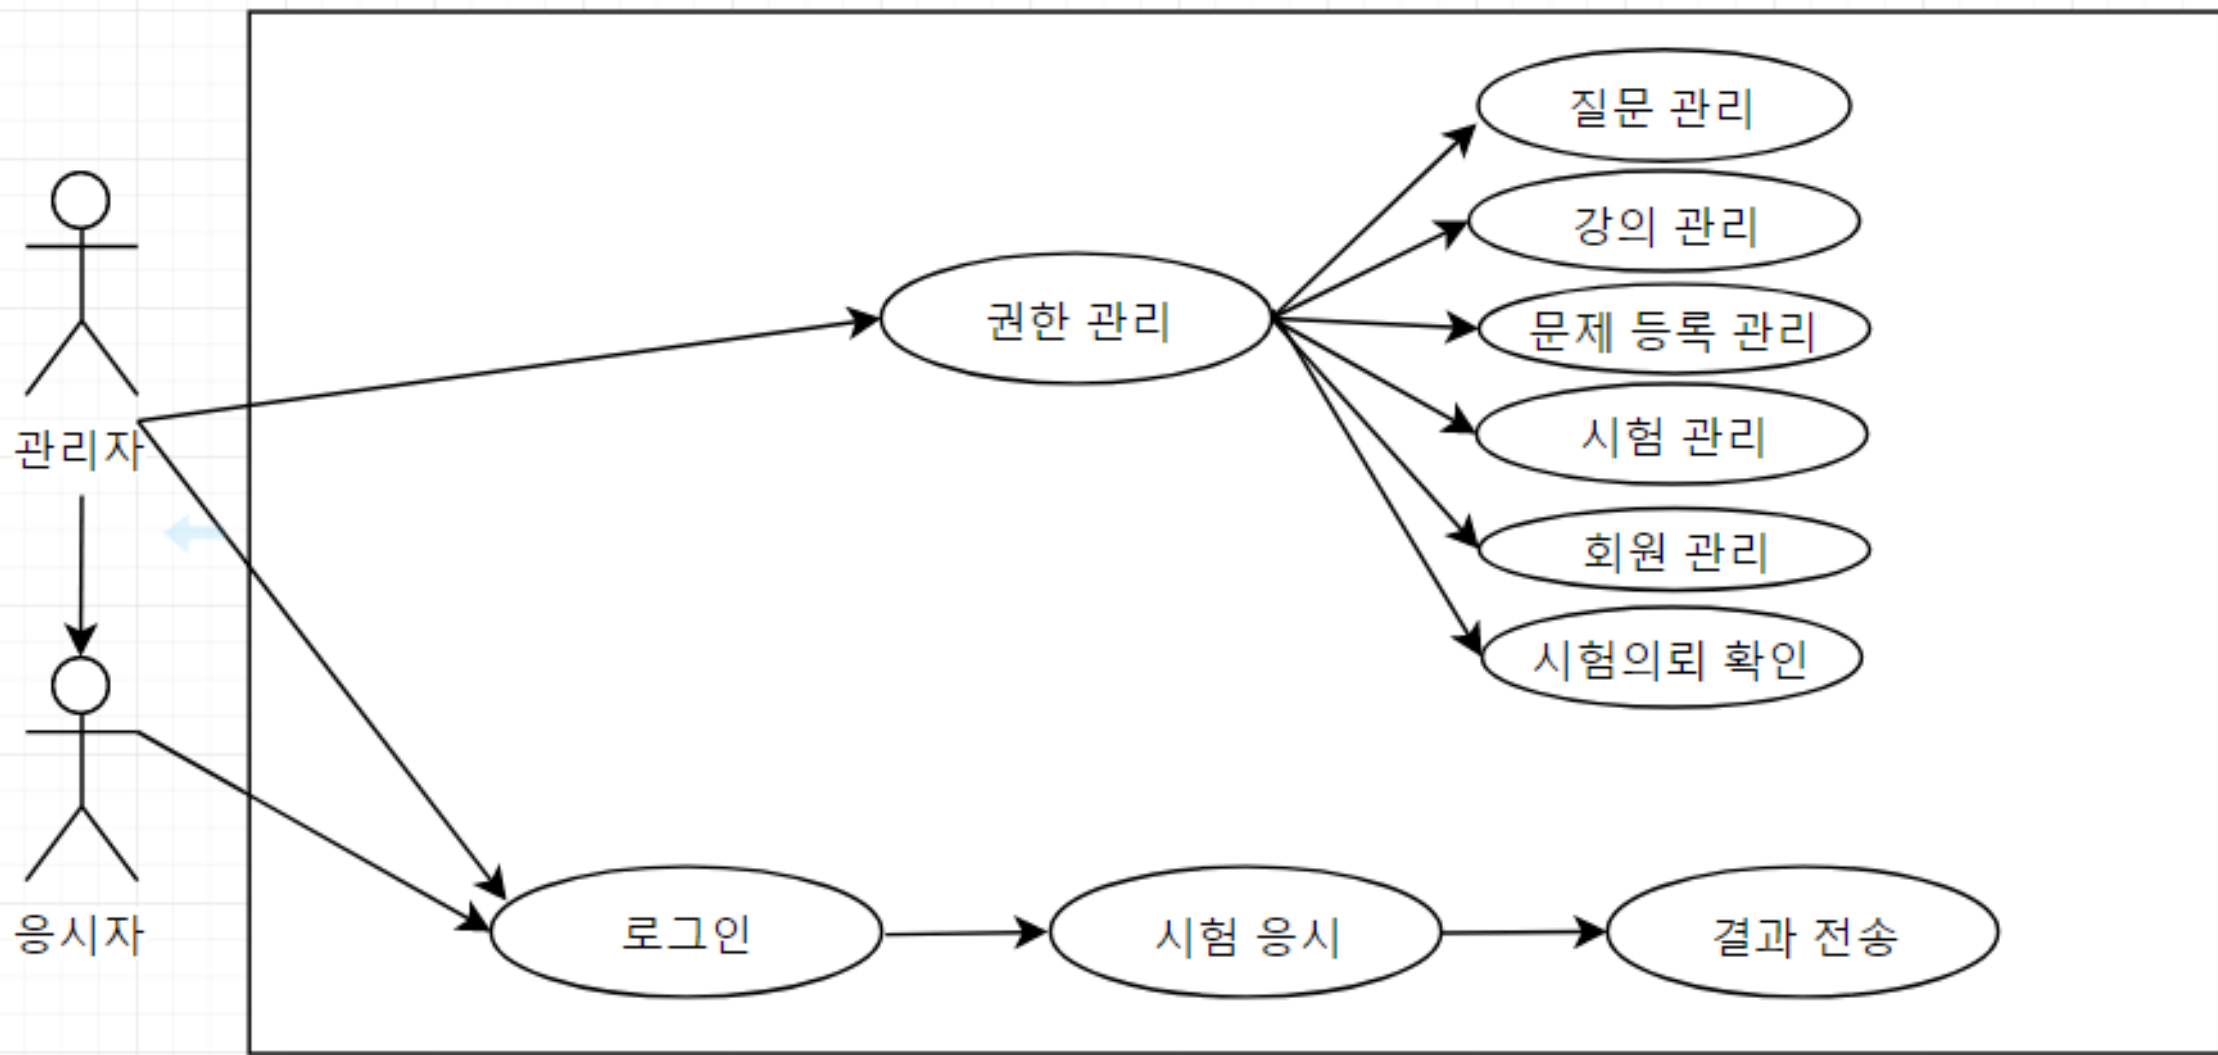 질문 관리
강의 관리
권한 관리
문제 등록 관리
시험 관리
관리자
회원 관리
시험의뢰 확인
응시자
로그인
시험 응시
결과 전송